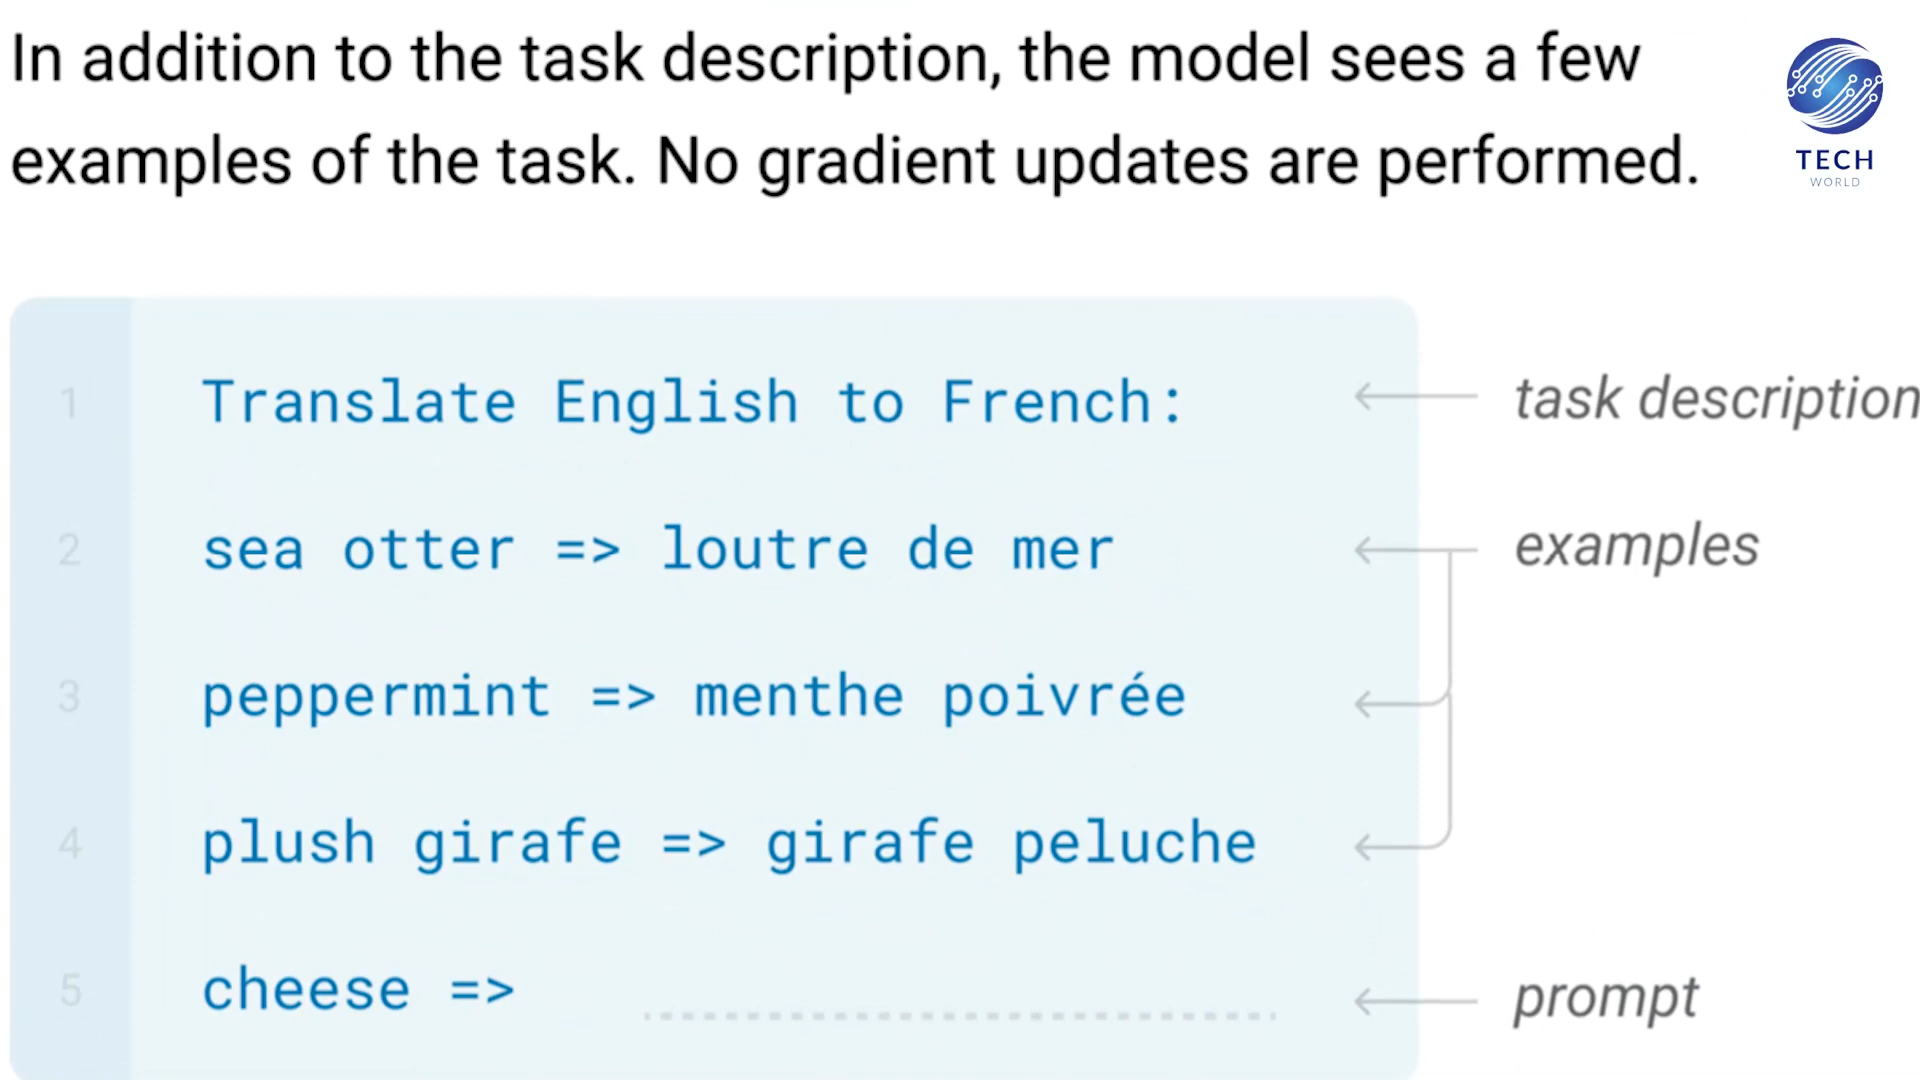 In addition to the task description, the model sees a few
examples of the task. No gradient updates are performed.
TECH
WORLD
1 Translate English to French: task description
2 sea otter => loutre de mer examples
3 peppermint => menthe poivrée
4 plush girafe => girafe peluche
5 cheese => prompt